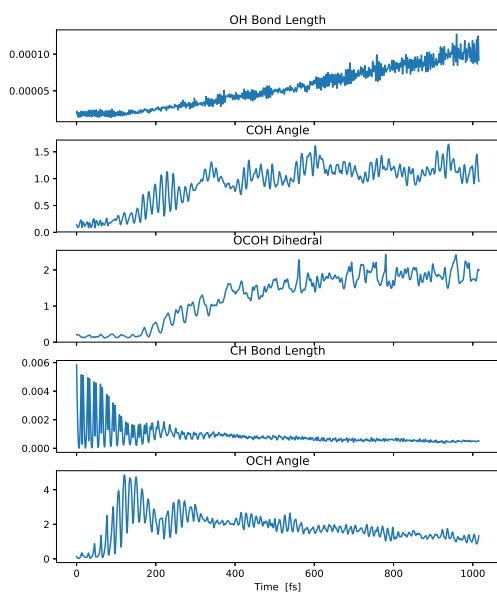 OH Bond Length
0.00010
0.00005
COH Angle
1.5
1.0
0.5
0.0
OCOH Dihedral
2
1
0
CH Bond Length
0.006
0.004
0.002
0.000
OCH Angle
4
2
0
0 200 400 600 800 1000
Time [fs]